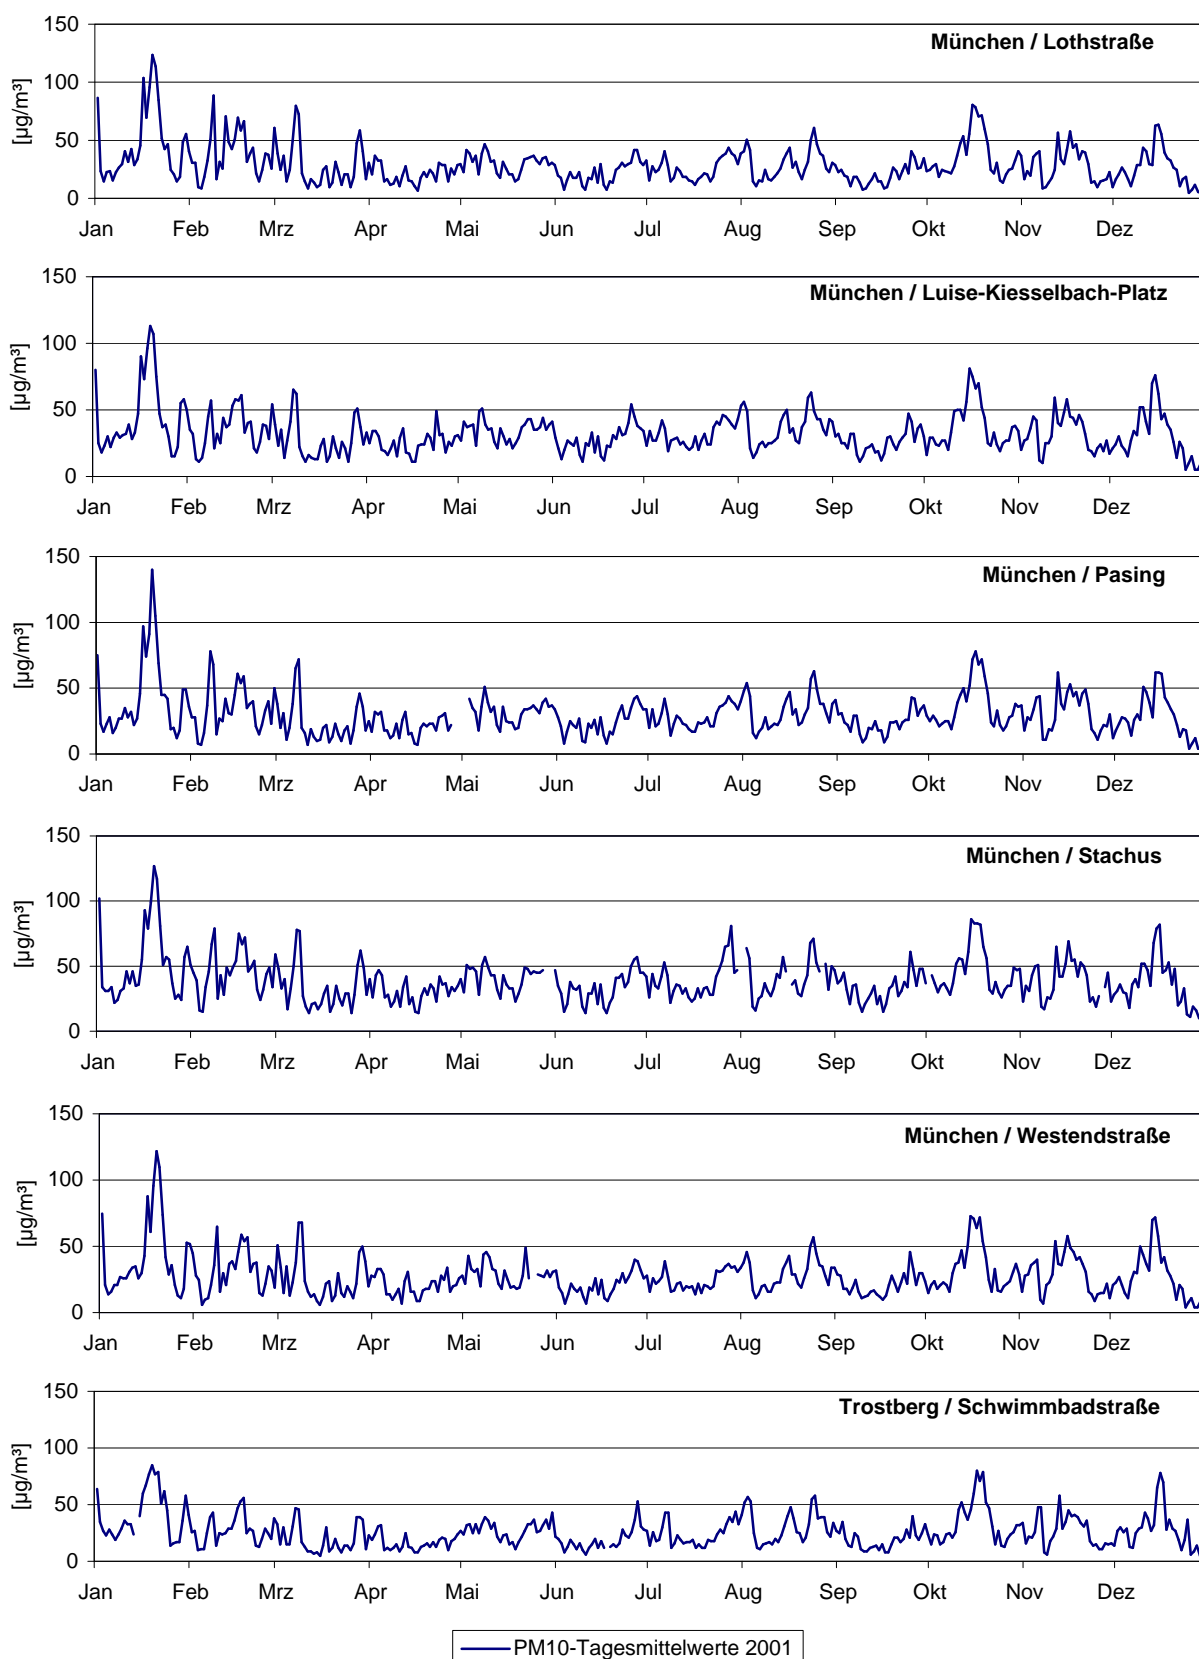 München / Lothstraße
[µg/m³]
150
100
50
0
Jan Feb Mrz Apr Mai Jun Jul Aug Sep Okt Nov Dez
München / Luise-Kiesselbach-Platz
[µg/m³]
150
100
50
0
Jan Feb Mrz Apr Mai Jun Jul Aug Sep Okt Nov Dez
München / Pasing
[µg/m³]
150
100
50
0
Jan Feb Mrz Apr Mai Jun Jul Aug Sep Okt Nov Dez
München / Stachus
[µg/m³]
150
100
50
0
Jan Feb Mrz Apr Mai Jun Jul Aug Sep Okt Nov Dez
München / Westendstraße
[µg/m³]
150
100
50
0
Jan Feb Mrz Apr Mai Jun Jul Aug Sep Okt Nov Dez
Trostberg / Schwimmbadstraße
[µg/m³]
150
100
50
0
Jan Feb Mrz Apr Mai Jun Jul Aug Sep Okt Nov Dez
PM10-Tagesmittelwerte 2001